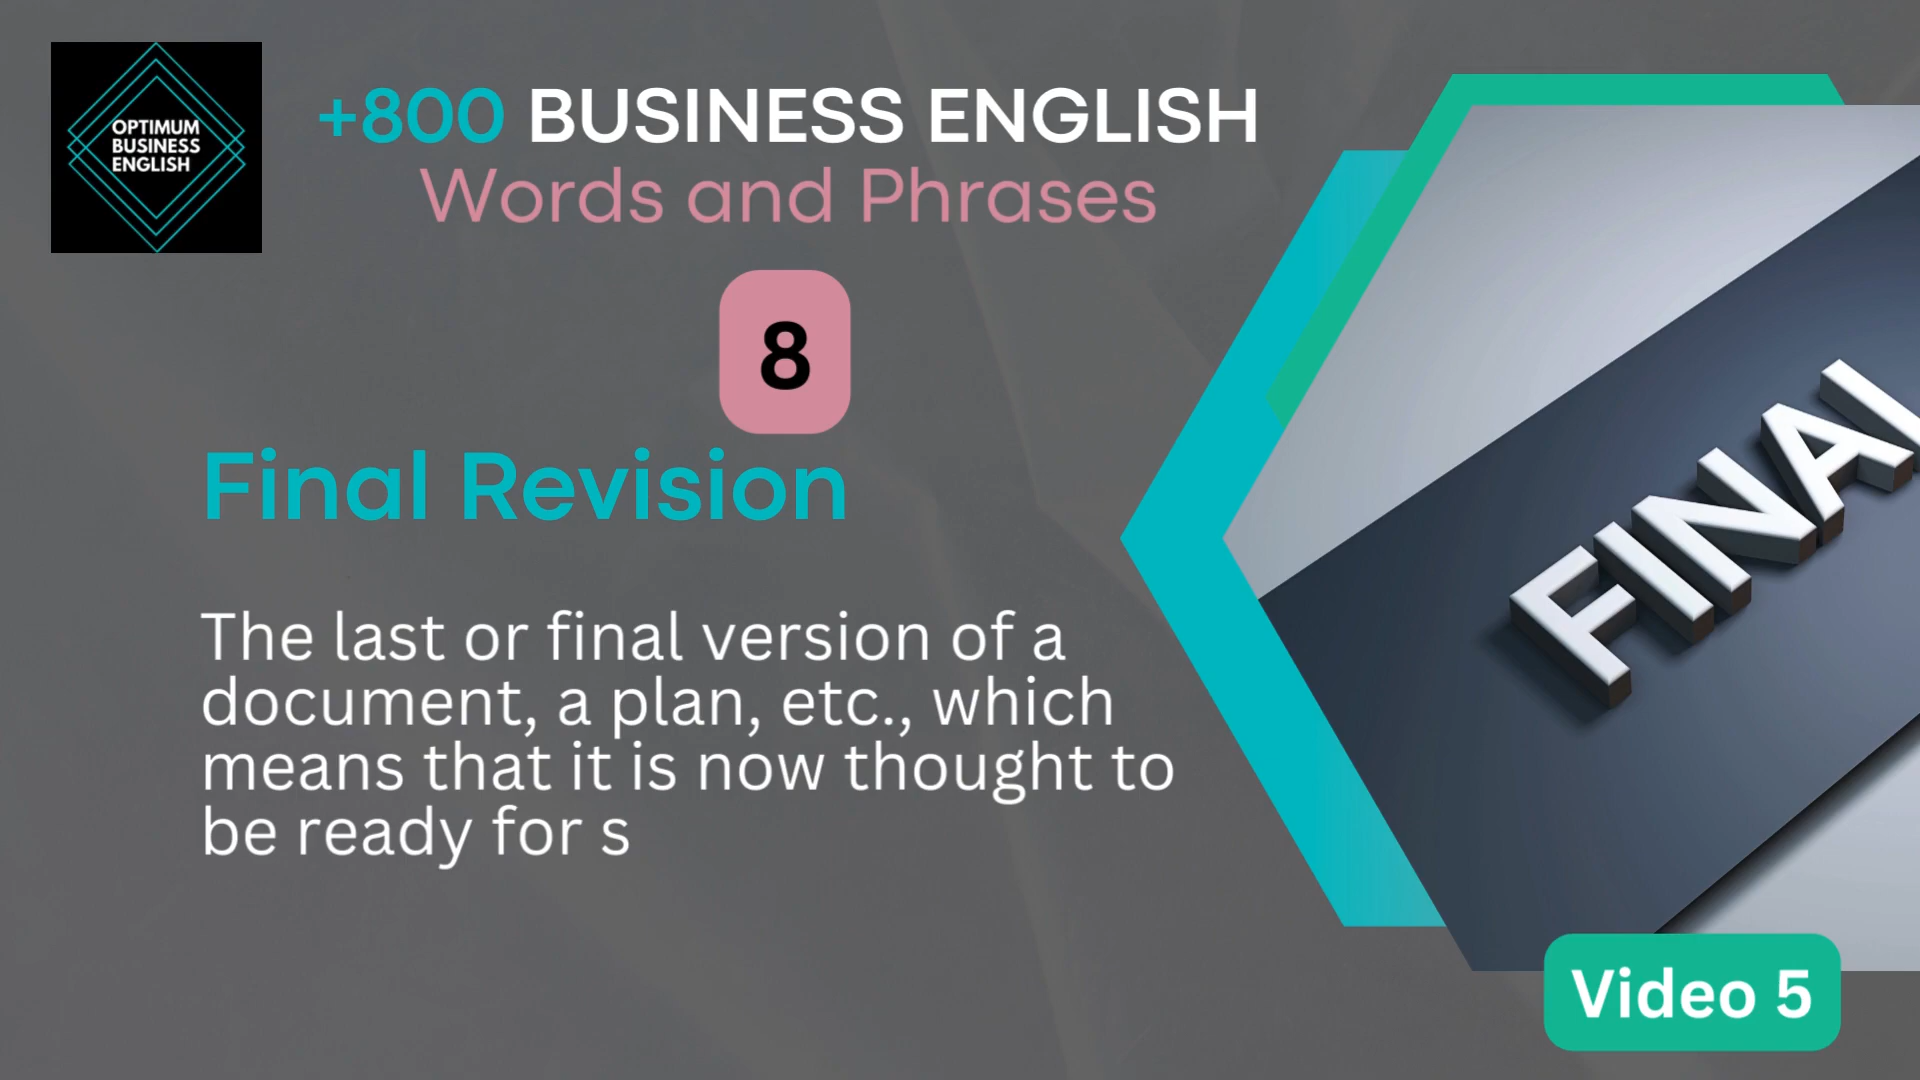 OPTIMUM
BUSINESS
ENGLISH
+800 BUSINESS ENGLISH
Words and Phrases
8
Final Revision
The last or final version of a
document, a plan, etc., which
means that it is now thought to
be ready for s
FINAL
Video 5